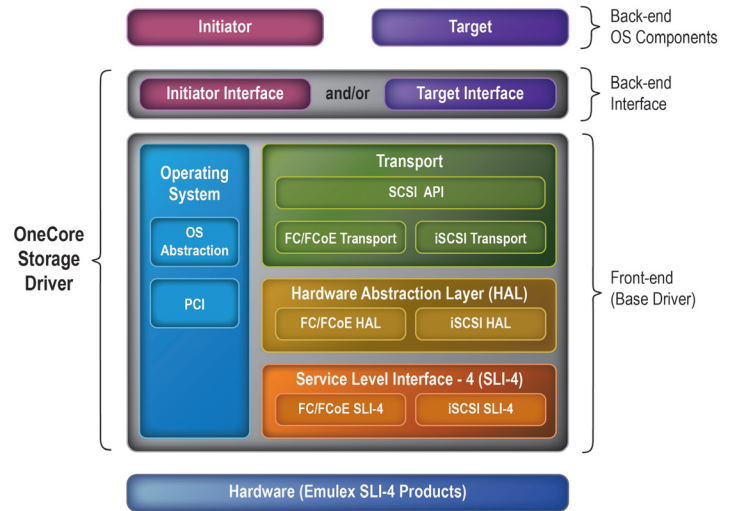 Initiator
Target
Back-end
OS Components
Initiator Interface
and/or
Target Interface
Back-end
Interface
OneCore
Storage
Driver
Operating
System
OS
Abstraction
PCI
Transport
SCSI API
FC/FCoE Transport
iSCSI Transport
Hardware Abstraction Layer (HAL)
FC/FCoE HAL
iSCSI HAL
Service Level Interface - 4 (SLI-4)
FC/FCoE SLI-4
iSCSI SLI-4
Front-end
(Base Driver)
Hardware (Emulex SLI-4 Products)